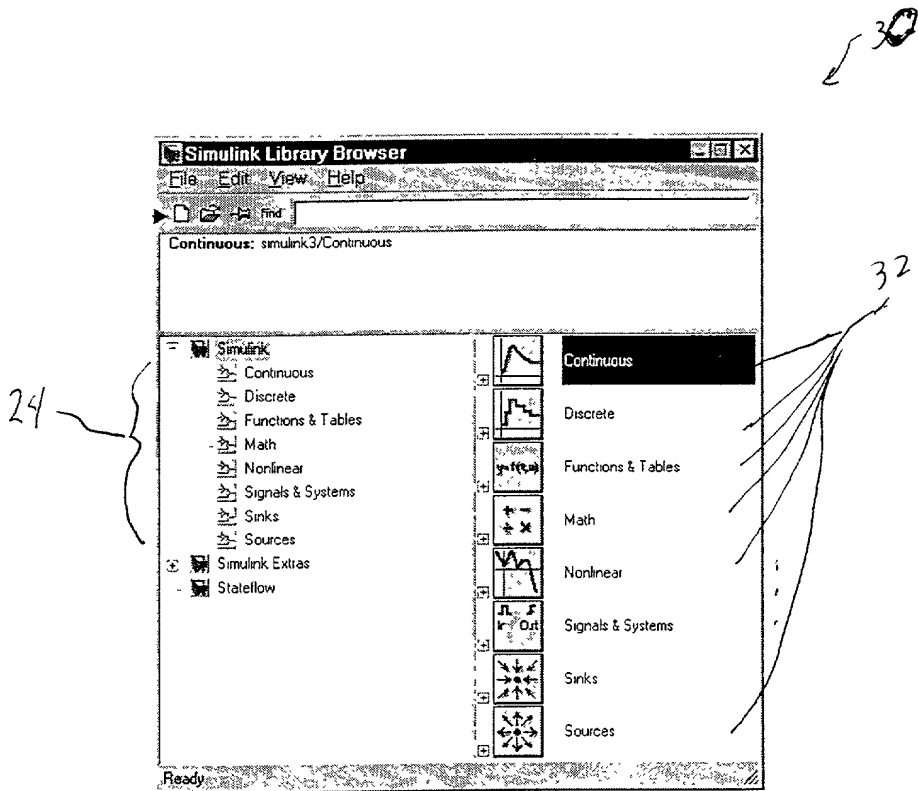 30
Simulink Library Browser
File Edit View Help
Find
Continuous: simulink3/Continuous
32
24
Simulink
Continuous
Discrete
Functions & Tables
Math
Nonlinear
Signals & Systems
Sinks
Sources
Simulink Extras
Stateflow
Continuous
Discrete
y=f(t,u)
Functions & Tables
Math
Nonlinear
In Out
Signals & Systems
Sinks
Sources
Ready